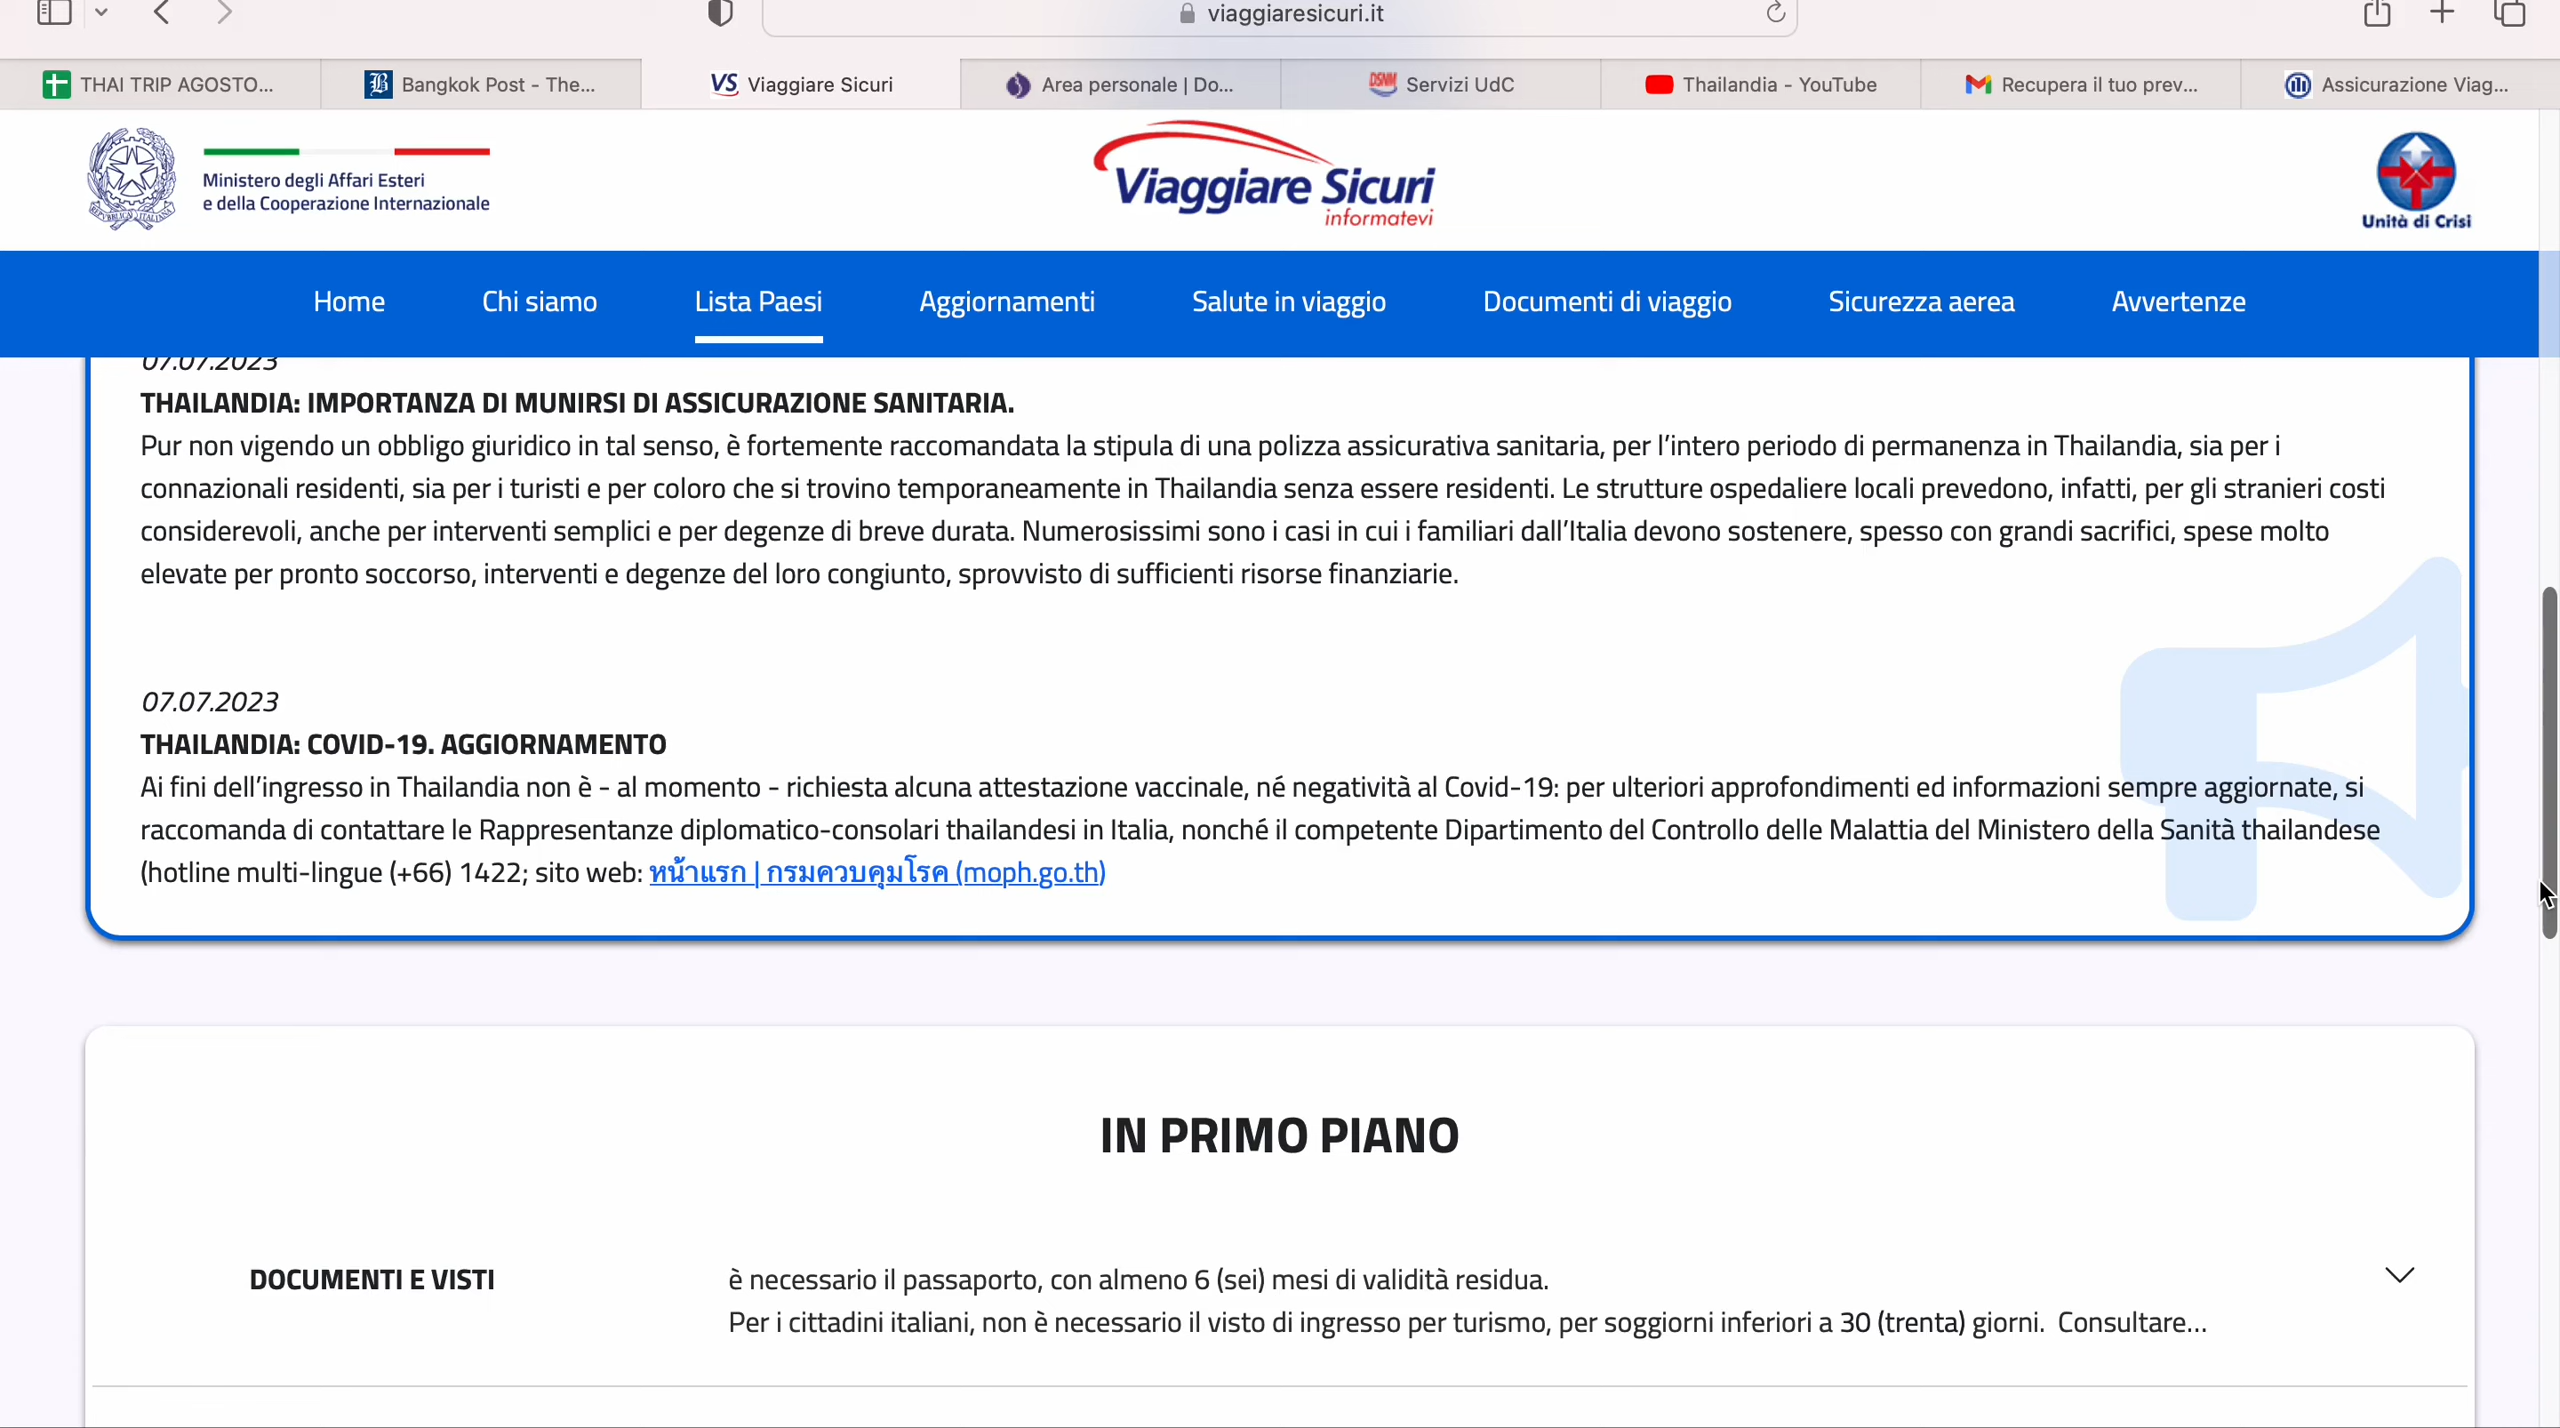 viaggiaresicuri.it
THAI TRIP AGOSTO...
Bangkok Post - The...
VS Viaggiare Sicuri
Area personale | Do...
DSNM Servizi UdC
Thailandia - YouTube
Recupera il tuo prev...
Assicurazione Viag...
REPVBBLICA ITALIANA
Ministero degli Affari Esteri
e della Cooperazione Internazionale
Viaggiare Sicuri
informatevi
Unità di Crisi
Home
Chi siamo
Lista Paesi
Aggiornamenti
Salute in viaggio
Documenti di viaggio
Sicurezza aerea
Avvertenze
07.07.2023
THAILANDIA: IMPORTANZA DI MUNIRSI DI ASSICURAZIONE SANITARIA.
Pur non vigendo un obbligo giuridico in tal senso, è fortemente raccomandata la stipula di una polizza assicurativa sanitaria, per l’intero periodo di permanenza in Thailandia, sia per i
connazionali residenti, sia per i turisti e per coloro che si trovino temporaneamente in Thailandia senza essere residenti. Le strutture ospedaliere locali prevedono, infatti, per gli stranieri costi
considerevoli, anche per interventi semplici e per degenze di breve durata. Numerosissimi sono i casi in cui i familiari dall’Italia devono sostenere, spesso con grandi sacrifici, spese molto
elevate per pronto soccorso, interventi e degenze del loro congiunto, sprovvisto di sufficienti risorse finanziarie.
07.07.2023
THAILANDIA: COVID-19. AGGIORNAMENTO
Ai fini dell’ingresso in Thailandia non è - al momento - richiesta alcuna attestazione vaccinale, né negatività al Covid-19: per ulteriori approfondimenti ed informazioni sempre aggiornate, si
raccomanda di contattare le Rappresentanze diplomatico-consolari thailandesi in Italia, nonché il competente Dipartimento del Controllo delle Malattia del Ministero della Sanità thailandese
(hotline multi-lingue (+66) 1422; sito web: หน้าแรก | กรมควบคุมโรค (moph.go.th)
IN PRIMO PIANO
DOCUMENTI E VISTI
è necessario il passaporto, con almeno 6 (sei) mesi di validità residua.
Per i cittadini italiani, non è necessario il visto di ingresso per turismo, per soggiorni inferiori a 30 (trenta) giorni. Consultare...